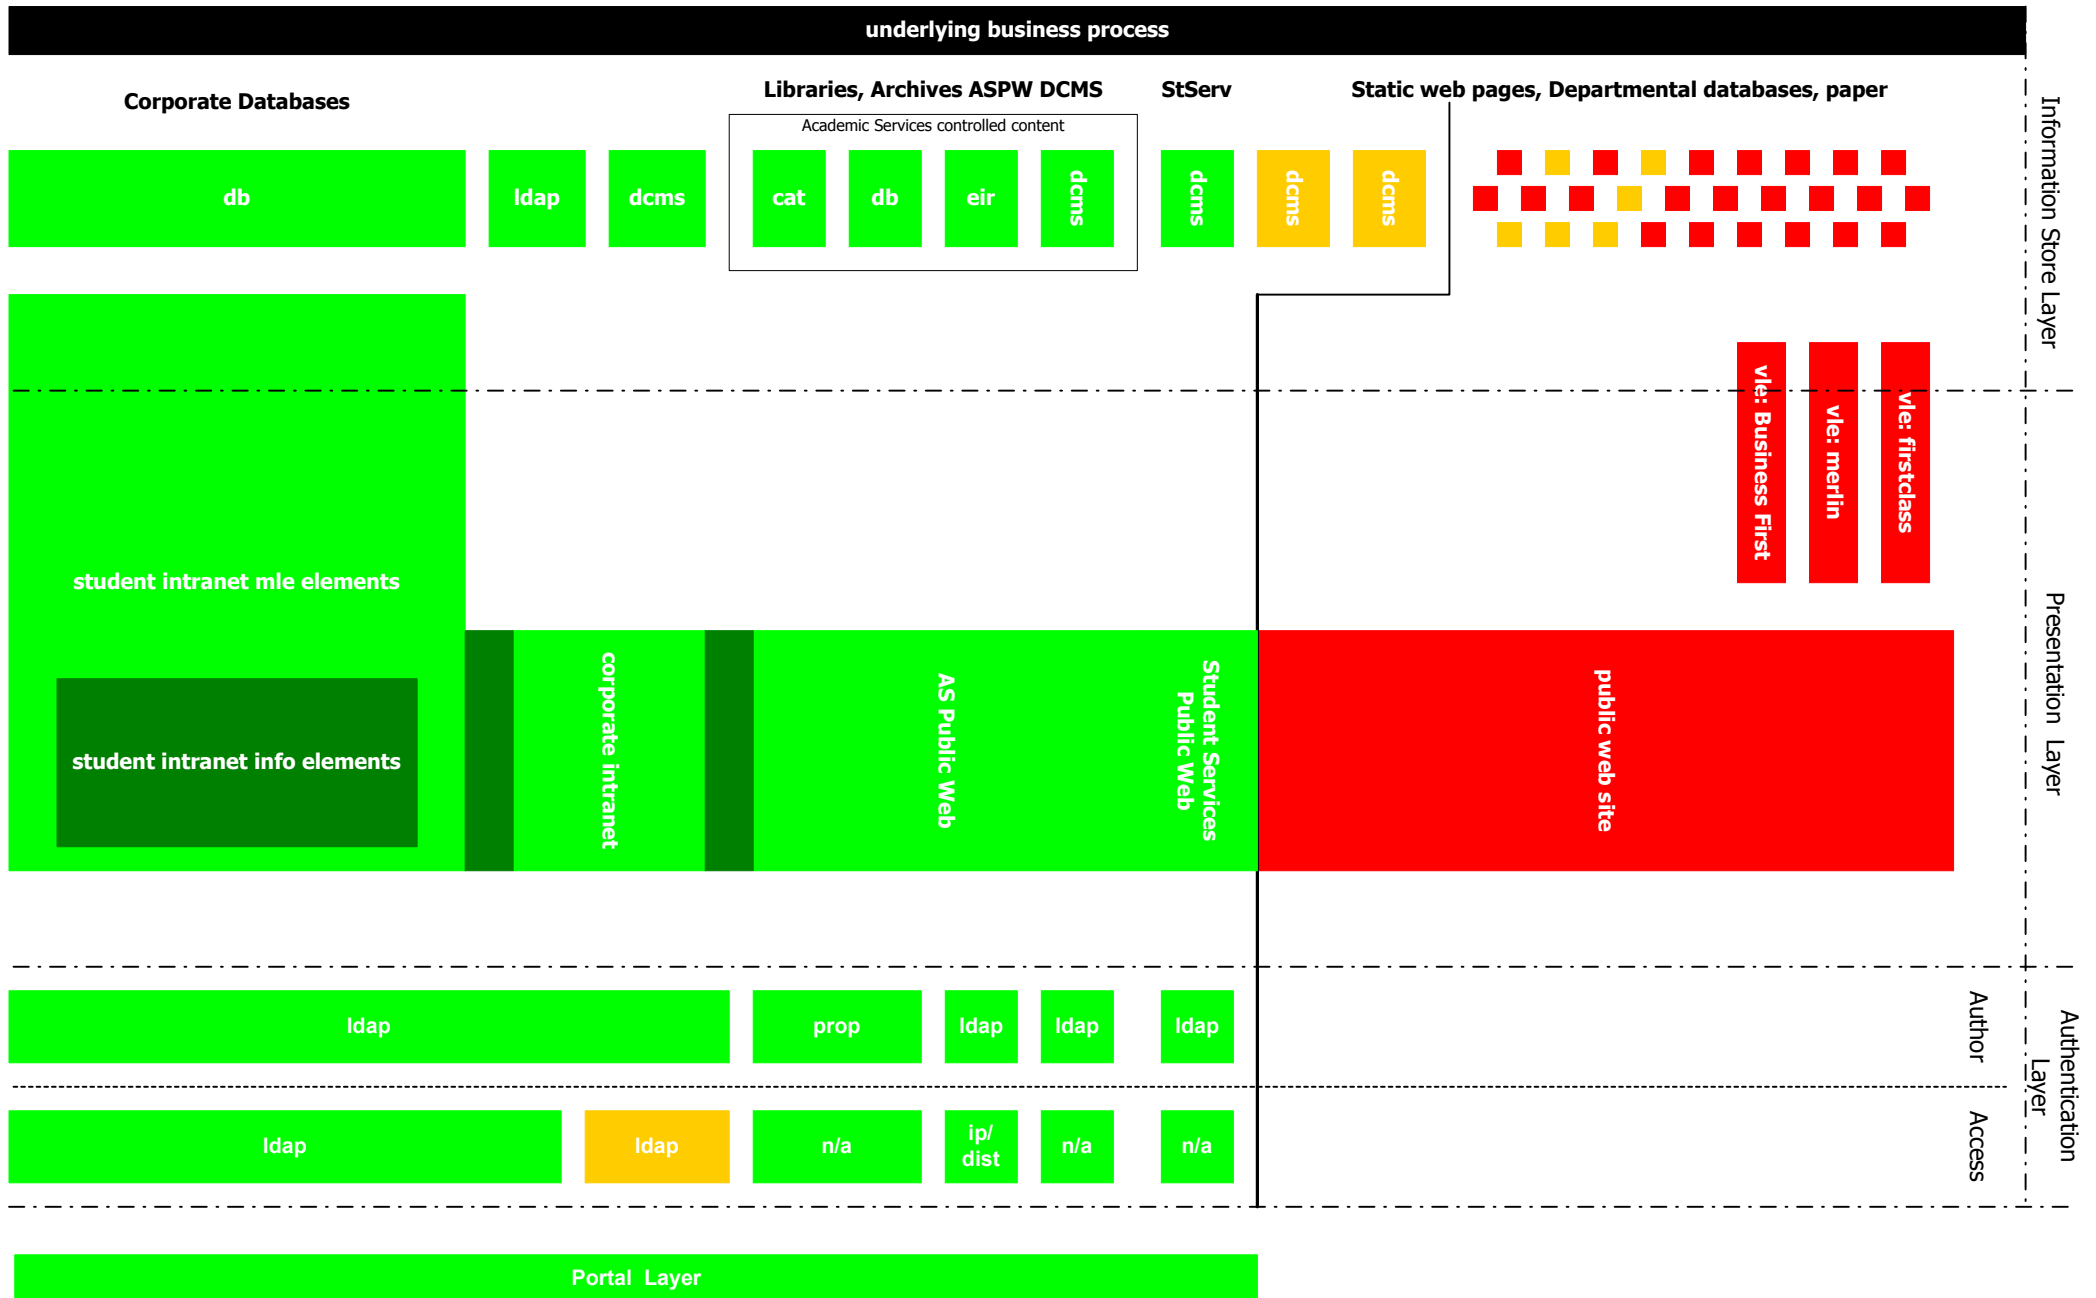 underlying business process
Corporate Databases
Libraries, Archives ASPW DCMS
StServ
Static web pages, Departmental databases, paper
Academic Services controlled content
db
ldap
dcms
cat
db
eir
dcms
dcms
dcms
dcms
Information Store Layer
vle: Business First
vle: merlin
vle: firstclass
student intranet mle elements
student intranet info elements
corporate intranet
AS Public Web
Student Services
Public Web
public web site
Presentation Layer
ldap
prop
ldap
ldap
ldap
Author
Authentication
Layer
ldap
ldap
n/a
ip/
dist
n/a
n/a
Access
Portal Layer